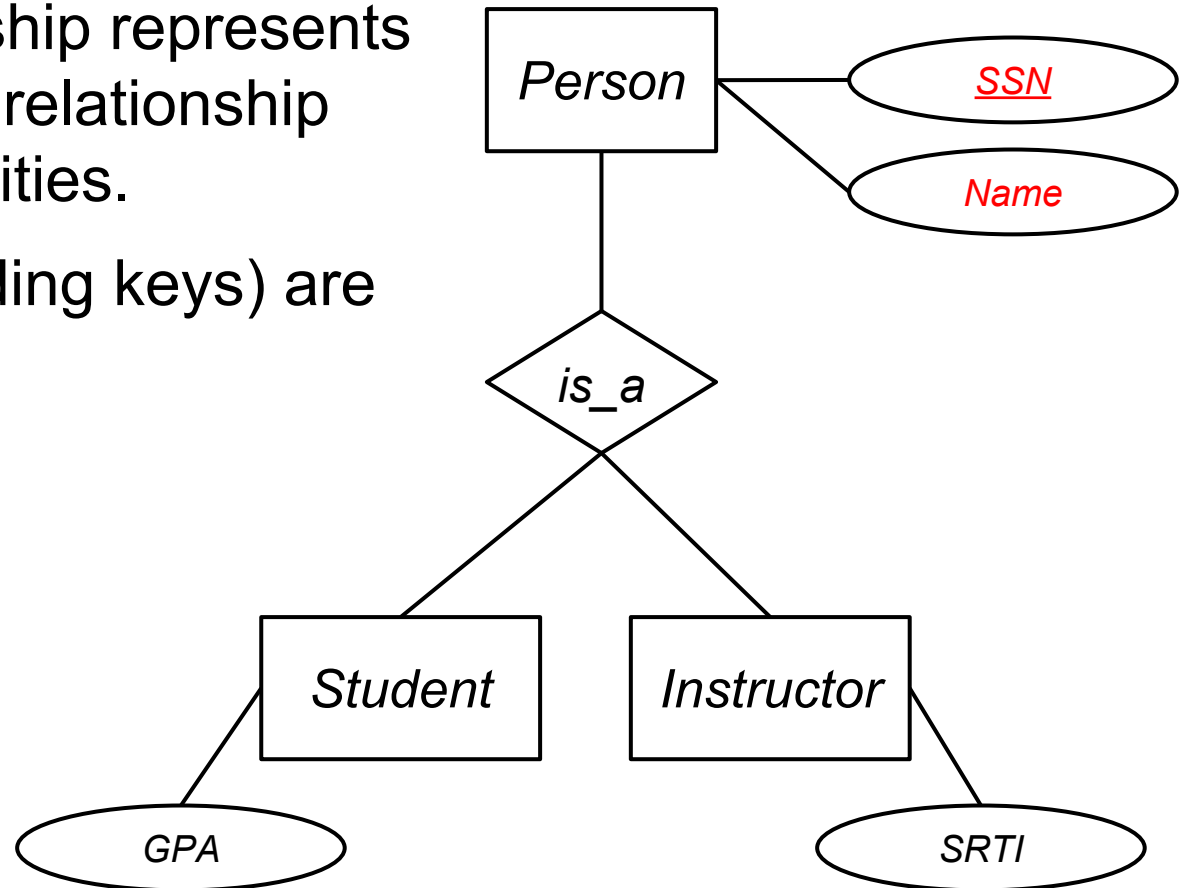 ship represents
relationship
ities.
ding keys) are
Person
SSN
Name
is_a
Student
Instructor
GPA
SRTI